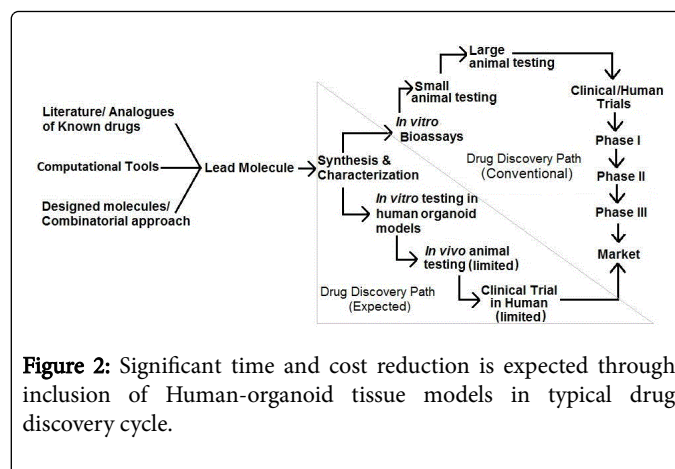 Literature/ Analogues
of Known drugs
Computational Tools
Designed molecules/
Combinatorial approach
Lead Molecule
Synthesis &
Characterization
In vitro
Bioassays
Small
animal testing
Large
animal testing
Clinical/Human
Trials
Phase I
Phase II
Phase III
Market
Drug Discovery Path
(Conventional)
In vitro testing in
human organoid
models
In vivo animal
testing (limited)
Clinical Trial
in Human
(limited)
Drug Discovery Path
(Expected)
Figure 2: Significant time and cost reduction is expected through
inclusion of Human-organoid tissue models in typical drug
discovery cycle.